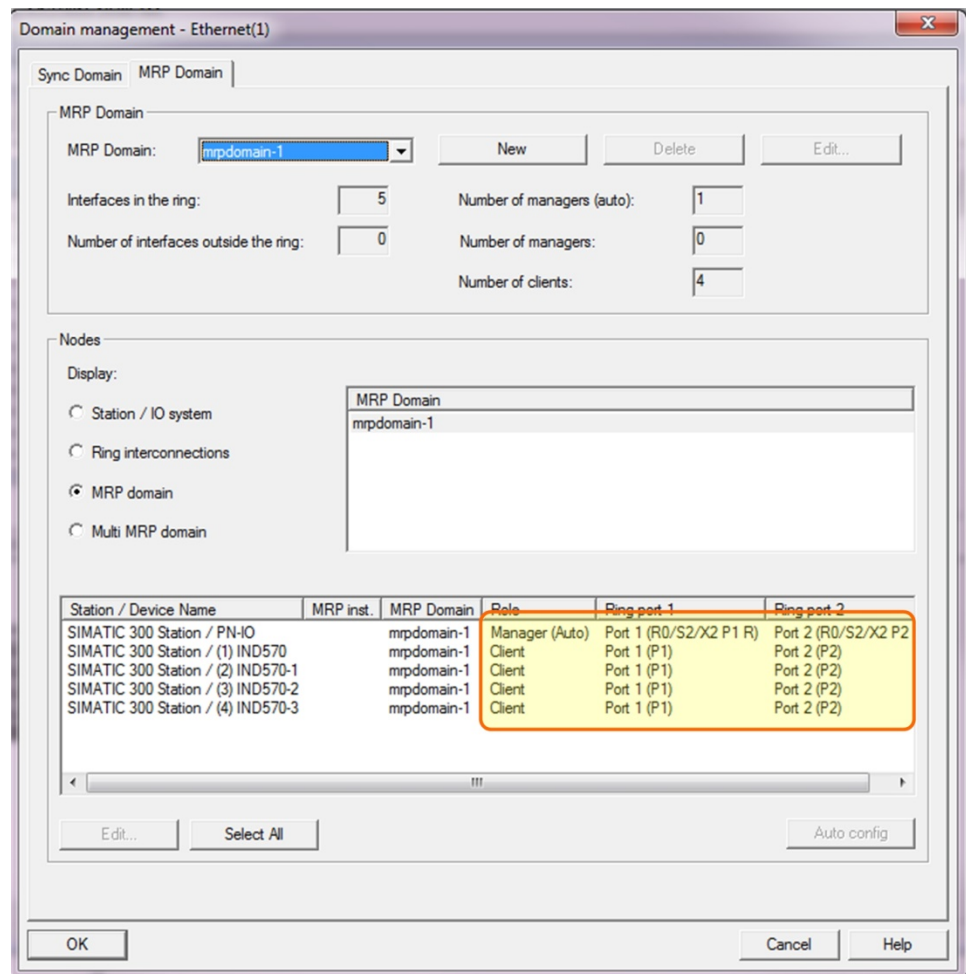 Domain management - Ethernet(1)
Sync Domain MRP Domain
MRP Domain
MRP Domain: mrpdomain-1 New Delete Edit...
Interfaces in the ring: 5 Number of managers (auto): 1
Number of interfaces outside the ring: 0 Number of managers: 0
Number of clients: 4
Nodes
Display:
Station / IO system
Ring interconnections
MRP domain
Multi MRP domain
MRP Domain
mrpdomain-1
Station / Device Name MRP inst. MRP Domain Role Ring port 1 Ring port 2
SIMATIC 300 Station / PN-IO mrpdomain-1 Manager (Auto) Port 1 (R0/S2/X2 P1 R) Port 2 (R0/S2/X2 P2
SIMATIC 300 Station / (1) IND570 mrpdomain-1 Client Port 1 (P1) Port 2 (P2)
SIMATIC 300 Station / (2) IND570-1 mrpdomain-1 Client Port 1 (P1) Port 2 (P2)
SIMATIC 300 Station / (3) IND570-2 mrpdomain-1 Client Port 1 (P1) Port 2 (P2)
SIMATIC 300 Station / (4) IND570-3 mrpdomain-1 Client Port 1 (P1) Port 2 (P2)
Edit... Select All Auto config
OK Cancel Help